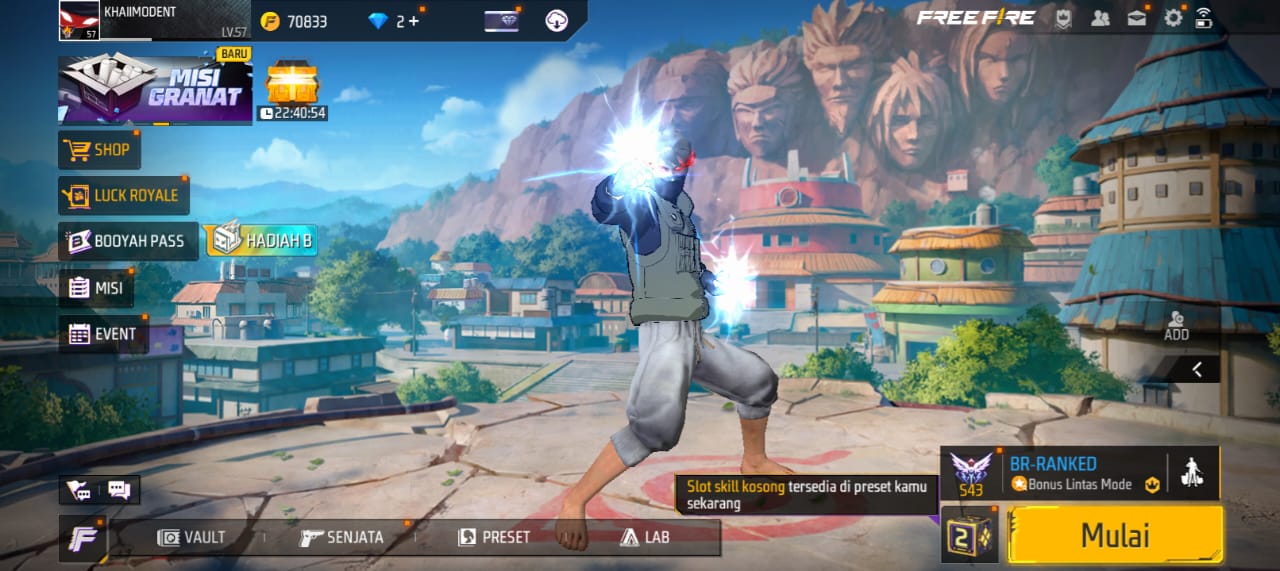 KHAIIMODENT
57
LV.57
70833
2+
FREE FIRE
BARU
MISI
GRANAT
22:40:54
SHOP
LUCK ROYALE
BOOYAH PASS
HADIAH B
MISI
EVENT
ADD
BR-RANKED
S43
Bonus Lintas Mode
Slot skill kosong tersedia di preset kamu
sekarang
VAULT
SENJATA
PRESET
LAB
2
Mulai